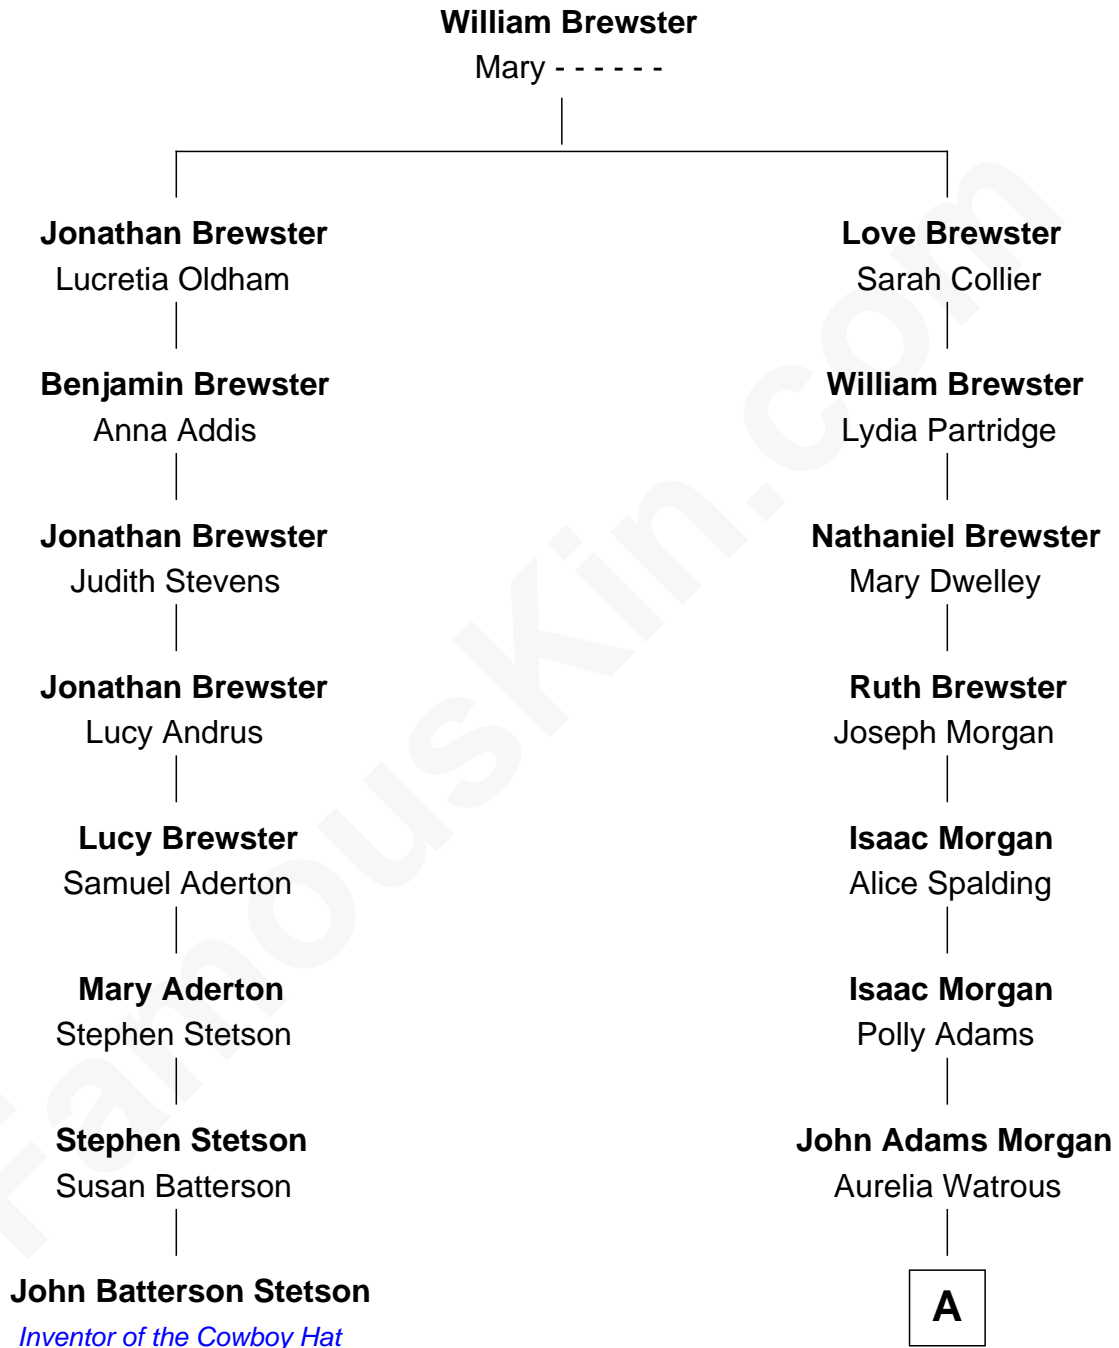 William Brewster
Mary - - - - - -
Jonathan Brewster
Lucretia Oldham
Benjamin Brewster
Anna Addis
Jonathan Brewster
Judith Stevens
Jonathan Brewster
Lucy Andrus
Lucy Brewster
Samuel Aderton
Mary Aderton
Stephen Stetson
Stephen Stetson
Susan Batterson
John Batterson Stetson
Inventor of the Cowboy Hat
Love Brewster
Sarah Collier
William Brewster
Lydia Partridge
Nathaniel Brewster
Mary Dwelley
Ruth Brewster
Joseph Morgan
Isaac Morgan
Alice Spalding
Isaac Morgan
Polly Adams
John Adams Morgan
Aurelia Watrous
A
FamousKin.com